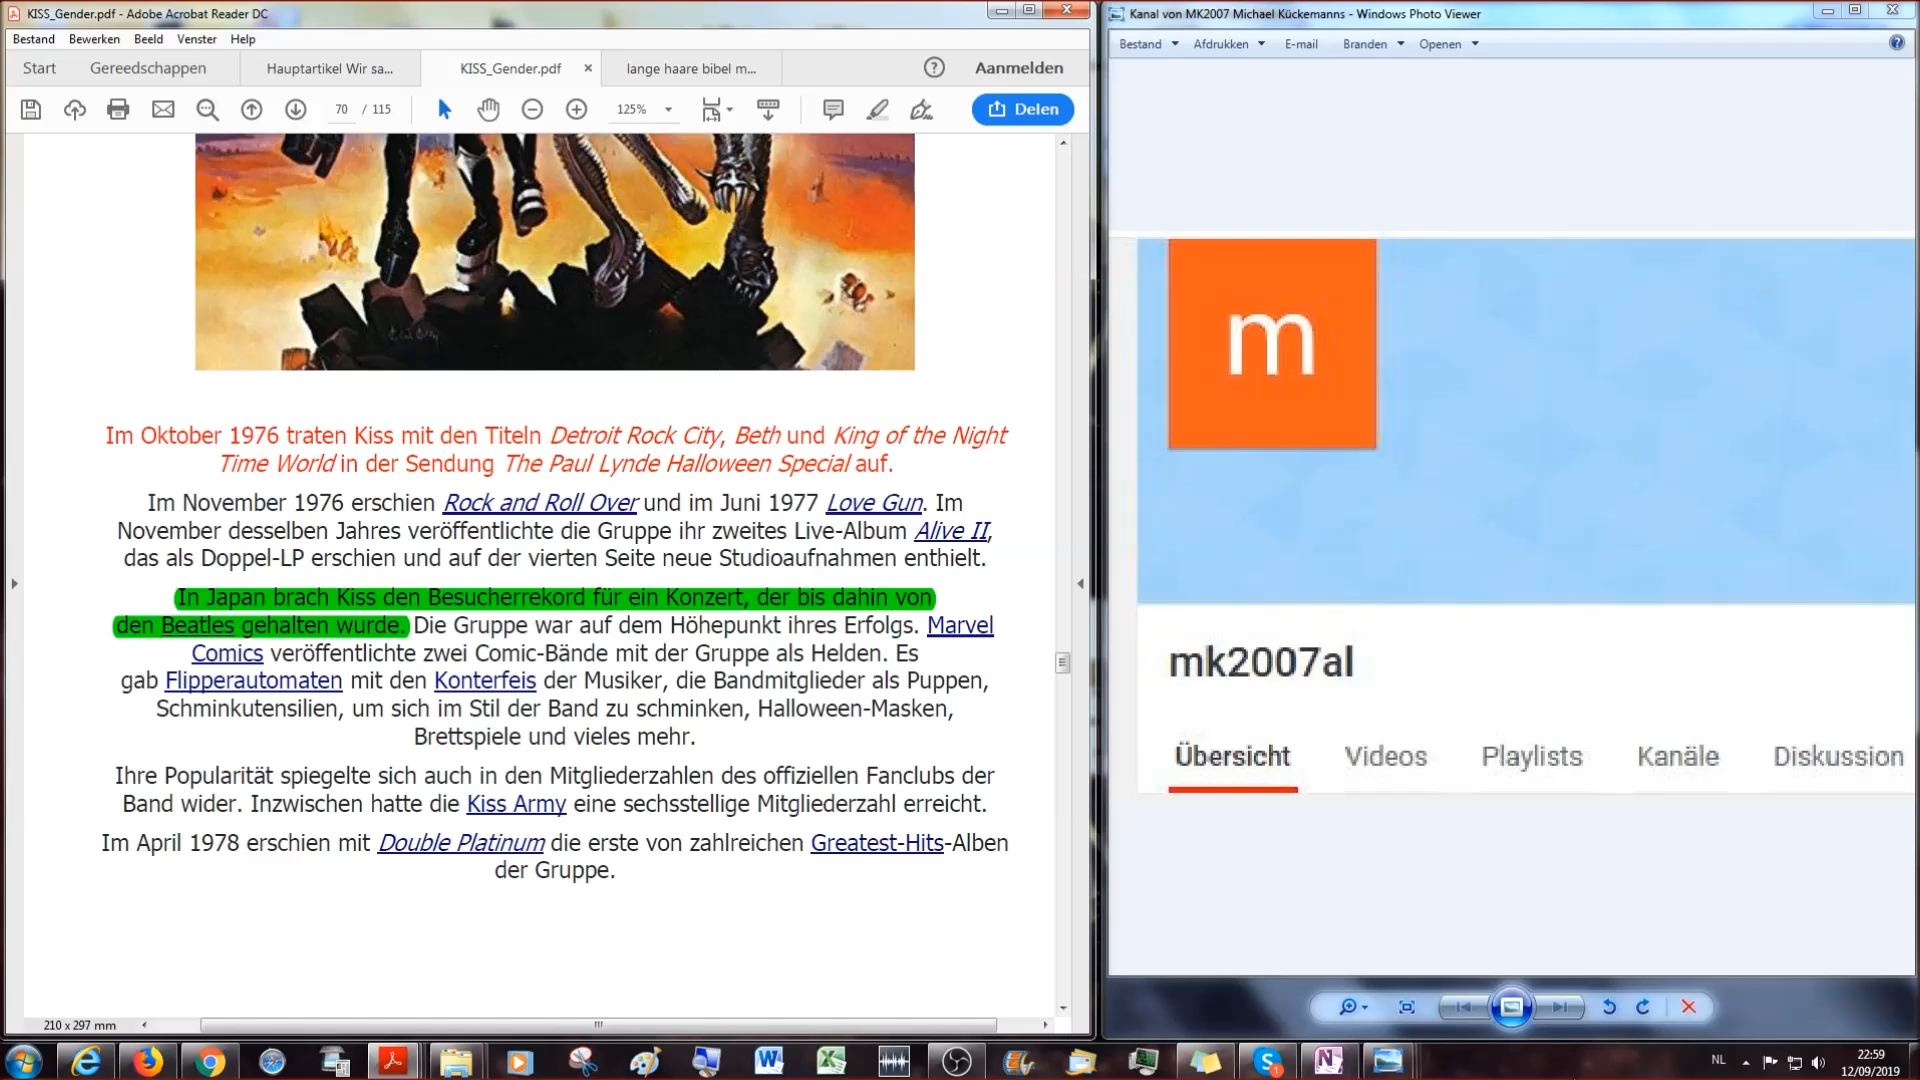 KISS_Gender.pdf - Adobe Acrobat Reader DC
Bestand Bewerken Beeld Venster Help
Start Gereedschappen Hauptartikel Wir sa... KISS_Gender.pdf × lange haare bibel m... ? Aanmelden
70 / 115 125% Delen
Im Oktober 1976 traten Kiss mit den Titeln Detroit Rock City, Beth und King of the Night
Time World in der Sendung The Paul Lynde Halloween Special auf.
Im November 1976 erschien Rock and Roll Over und im Juni 1977 Love Gun. Im
November desselben Jahres veröffentlichte die Gruppe ihr zweites Live-Album Alive II,
das als Doppel-LP erschien und auf der vierten Seite neue Studioaufnahmen enthielt.
In Japan brach Kiss den Besucherrekord für ein Konzert, der bis dahin von
den Beatles gehalten wurde. Die Gruppe war auf dem Höhepunkt ihres Erfolgs. Marvel
Comics veröffentlichte zwei Comic-Bände mit der Gruppe als Helden. Es
gab Flipperautomaten mit den Konterfeis der Musiker, die Bandmitglieder als Puppen,
Schminkutensilien, um sich im Stil der Band zu schminken, Halloween-Masken,
Brettspiele und vieles mehr.
Ihre Popularität spiegelte sich auch in den Mitgliederzahlen des offiziellen Fanclubs der
Band wider. Inzwischen hatte die Kiss Army eine sechsstellige Mitgliederzahl erreicht.
Im April 1978 erschien mit Double Platinum die erste von zahlreichen Greatest-Hits-Alben
der Gruppe.
210 x 297 mm
Kanal von MK2007 Michael Kückemanns - Windows Photo Viewer
Bestand Afdrukken E-mail Branden Openen
m
mk2007al
Übersicht Videos Playlists Kanäle Diskussion
NL
22:59
12/09/2019